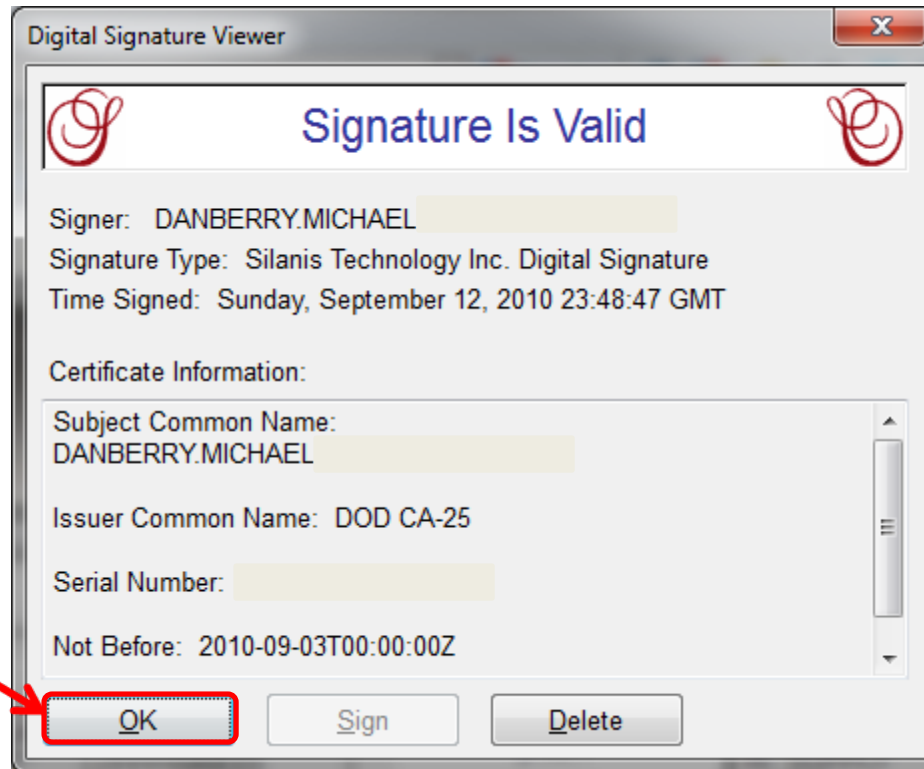 Digital Signature Viewer
x
Signature Is Valid
Signer: DANBERRY.MICHAEL
Signature Type: Silanis Technology Inc. Digital Signature
Time Signed: Sunday, September 12, 2010 23:48:47 GMT
Certificate Information:
Subject Common Name:
DANBERRY.MICHAEL
Issuer Common Name: DOD CA-25
Serial Number:
Not Before: 2010-09-03T00:00:00Z
OK Sign Delete